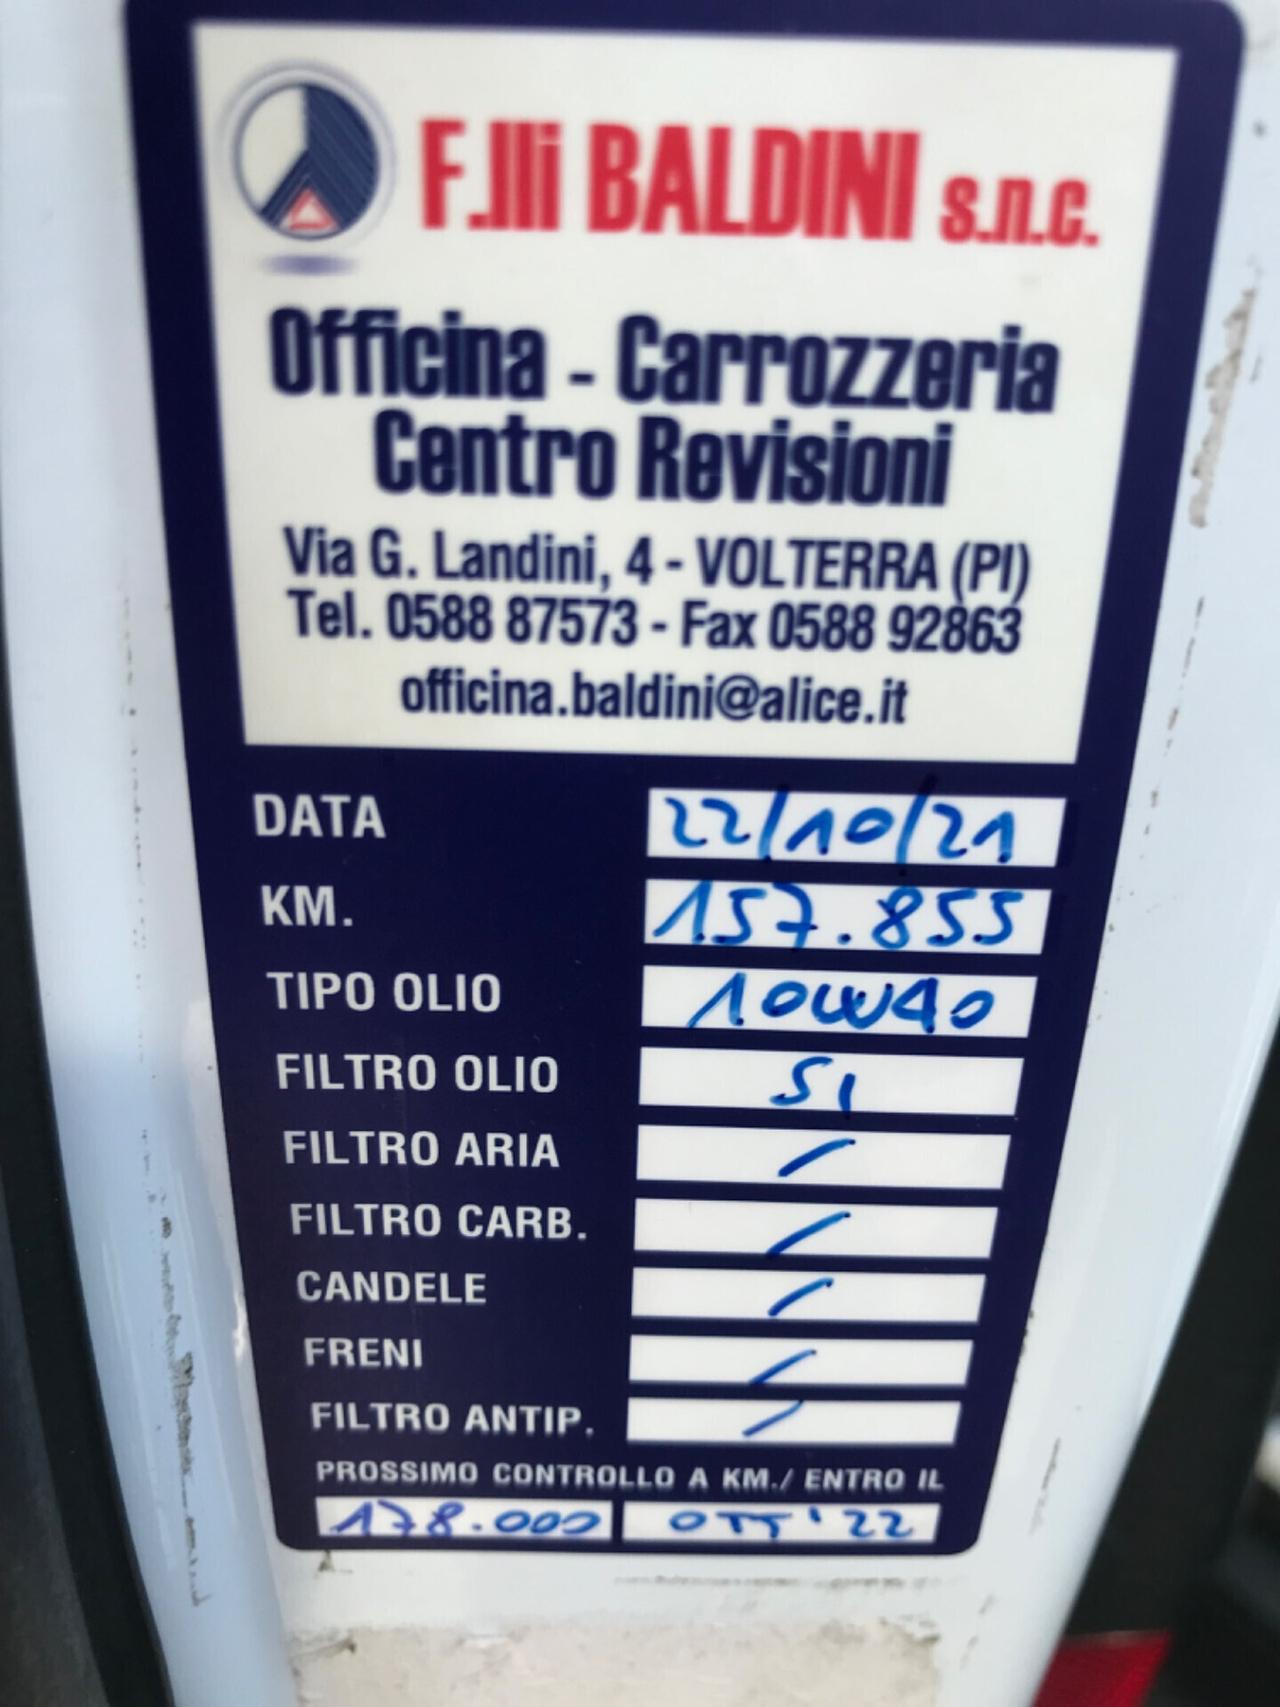 F.lli BALDINI s.n.c.
Officina - Carrozzeria
Centro Revisioni
Via G. Landini, 4 - VOLTERRA (PI)
Tel. 0588 87573 - Fax 0588 92863
officina.baldini@alice.it
DATA 22/10/21
KM. 157.855
TIPO OLIO 10W40
FILTRO OLIO SI
FILTRO ARIA /
FILTRO CARB. /
CANDELE /
FRENI /
FILTRO ANTIP. /
PROSSIMO CONTROLLO A KM./ ENTRO IL
178.000 OTT '22